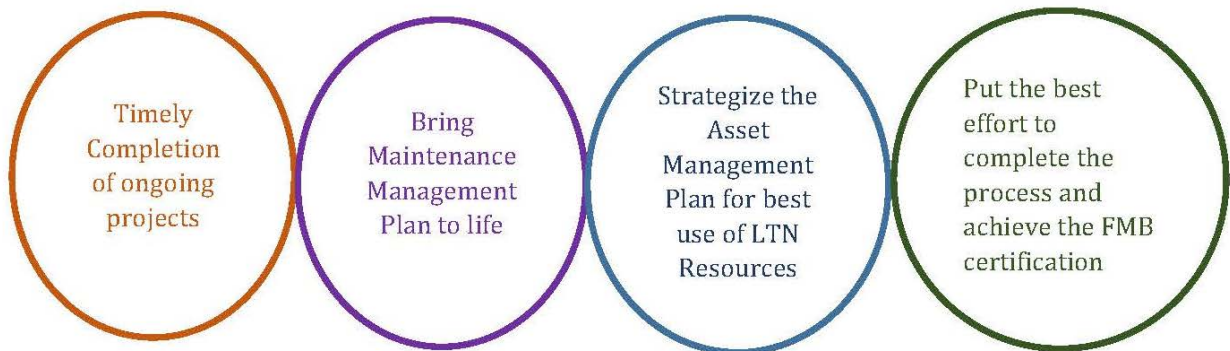 Timely
Completion
of ongoing
projects
Bring
Maintenance
Management
Plan to life
Strategize the
Asset
Management
Plan for best
use of LTN
Resources
Put the best
effort to
complete the
process and
achieve the FMB
certification